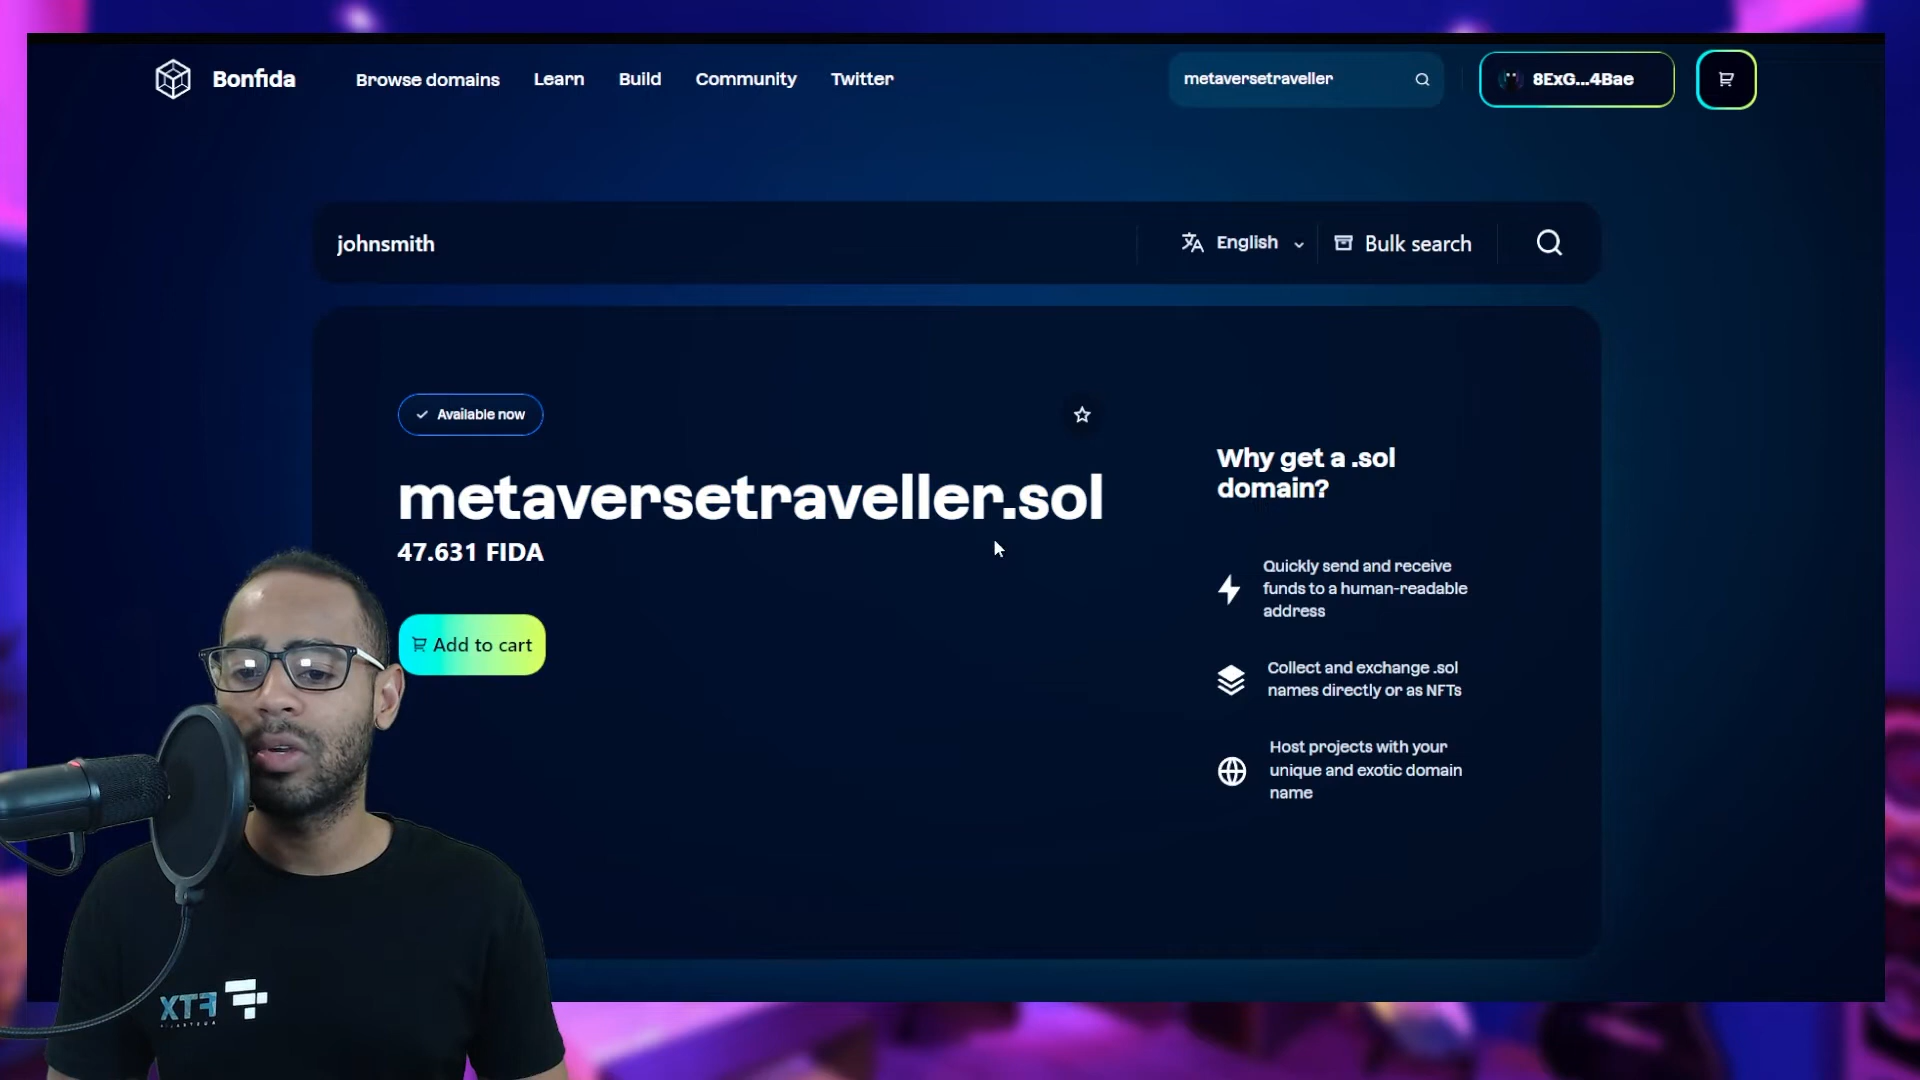 Bonfida
Browse domains
Learn
Build
Community
Twitter
metaversetraveller
8ExG...4Bae
johnsmith
English
Bulk search
Available now
metaversetraveller.sol
47.631 FIDA
Add to cart
Why get a .sol
domain?
Quickly send and receive
funds to a human-readable
address
Collect and exchange .sol
names directly or as NFTs
Host projects with your
unique and exotic domain
name
FTX